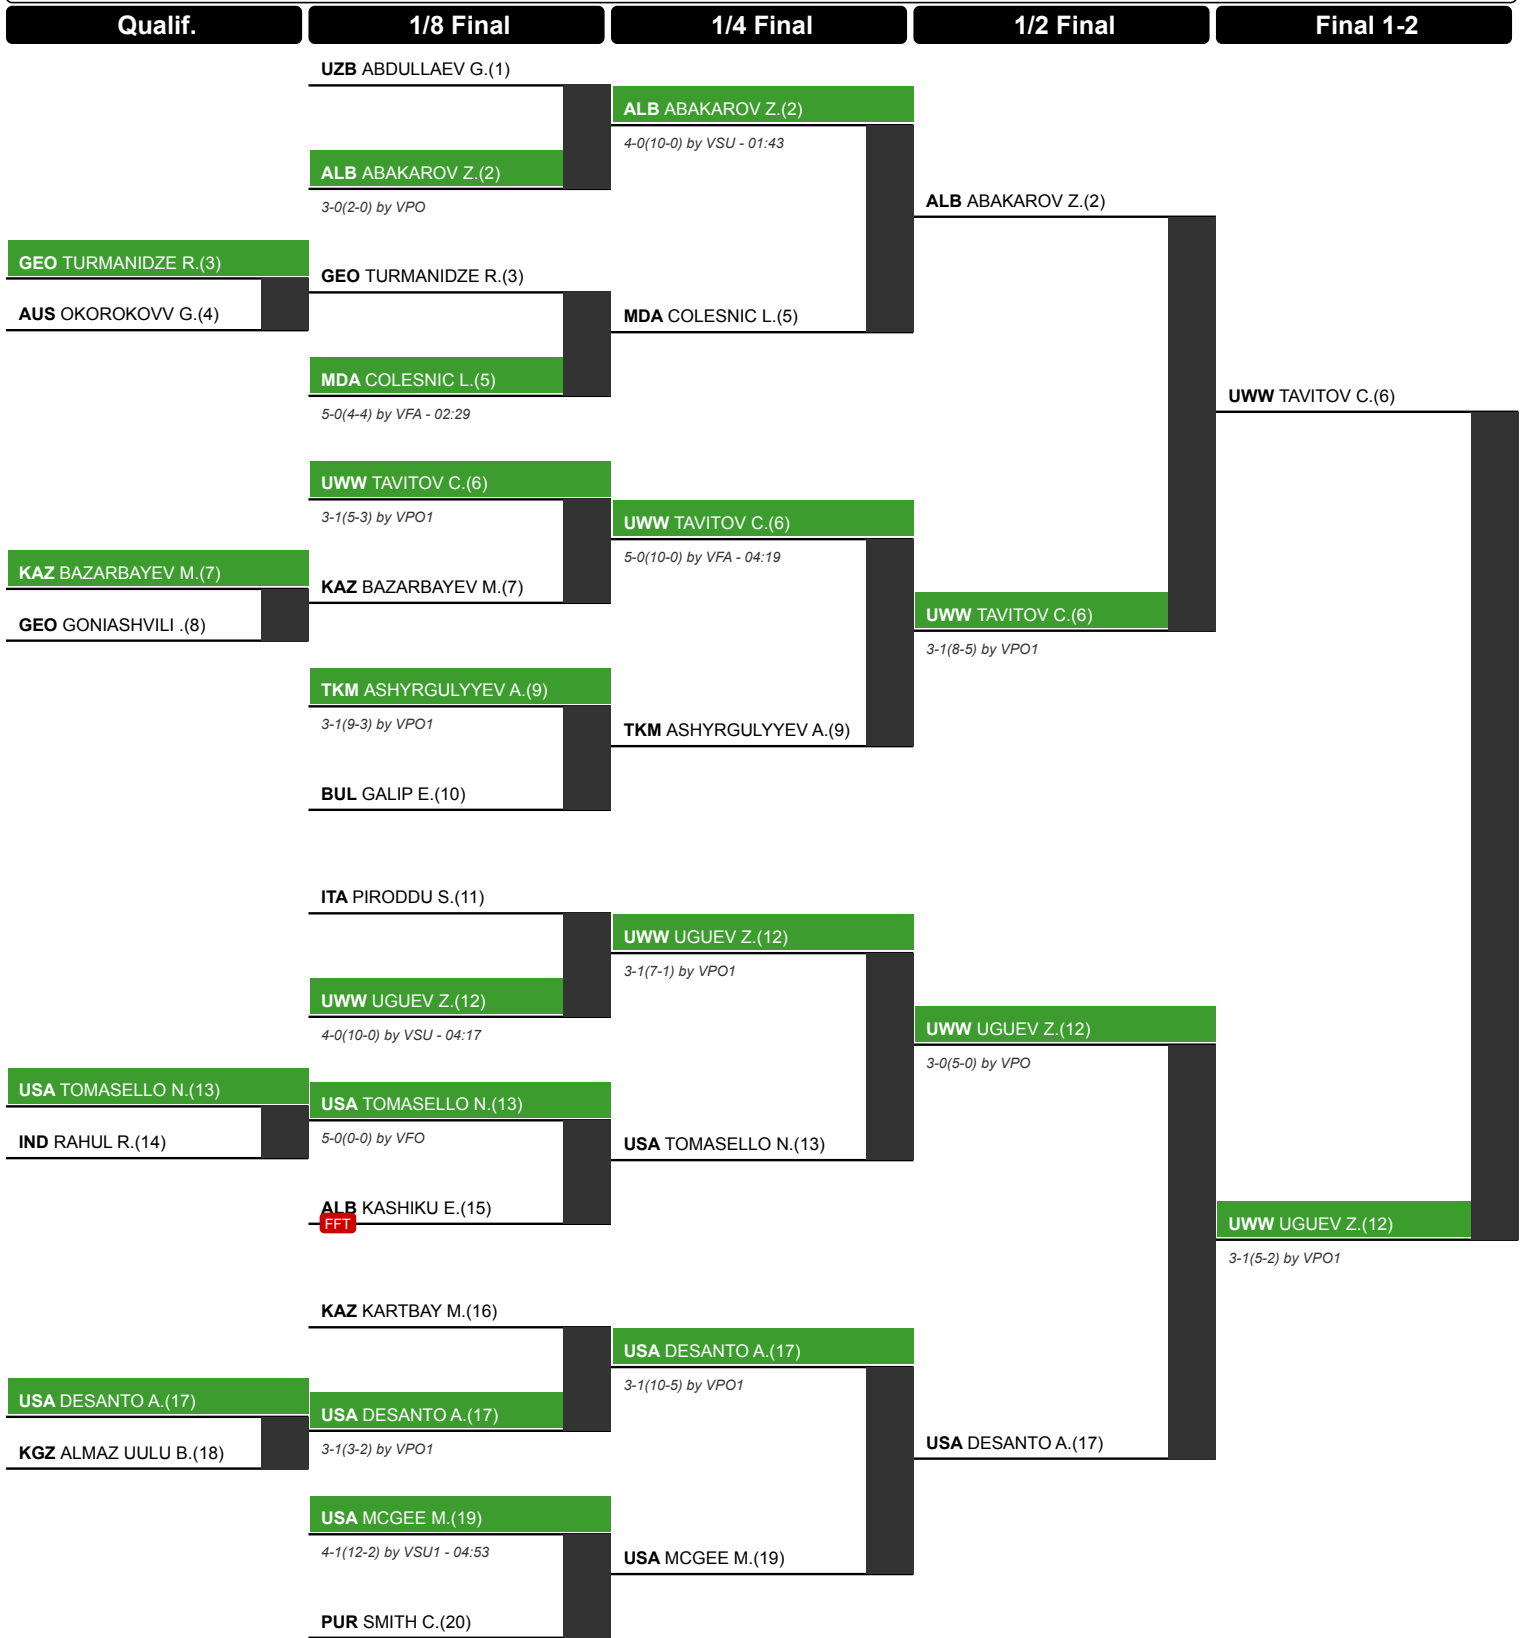 Qualif.
1/8 Final
1/4 Final
1/2 Final
Final 1-2
GEO TURMANIDZE R.(3)
AUS OKOROKOVV G.(4)
KAZ BAZARBAYEV M.(7)
GEO GONIASHVILI .(8)
USA TOMASELLO N.(13)
IND RAHUL R.(14)
USA DESANTO A.(17)
KGZ ALMAZ UULU B.(18)
UZB ABDULLAEV G.(1)
ALB ABAKAROV Z.(2)
3-0(2-0) by VPO
GEO TURMANIDZE R.(3)
MDA COLESNIC L.(5)
5-0(4-4) by VFA - 02:29
UWW TAVITOV C.(6)
3-1(5-3) by VPO1
KAZ BAZARBAYEV M.(7)
TKM ASHYRGULYYEV A.(9)
3-1(9-3) by VPO1
BUL GALIP E.(10)
ITA PIRODDU S.(11)
UWW UGUEV Z.(12)
4-0(10-0) by VSU - 04:17
USA TOMASELLO N.(13)
5-0(0-0) by VFO
ALB KASHIKU E.(15)
FFT
KAZ KARTBAY M.(16)
USA DESANTO A.(17)
3-1(3-2) by VPO1
USA MCGEE M.(19)
4-1(12-2) by VSU1 - 04:53
PUR SMITH C.(20)
ALB ABAKAROV Z.(2)
4-0(10-0) by VSU - 01:43
MDA COLESNIC L.(5)
UWW TAVITOV C.(6)
5-0(10-0) by VFA - 04:19
TKM ASHYRGULYYEV A.(9)
UWW UGUEV Z.(12)
3-1(7-1) by VPO1
USA TOMASELLO N.(13)
USA DESANTO A.(17)
3-1(10-5) by VPO1
USA MCGEE M.(19)
ALB ABAKAROV Z.(2)
UWW TAVITOV C.(6)
3-1(8-5) by VPO1
UWW UGUEV Z.(12)
3-0(5-0) by VPO
USA DESANTO A.(17)
UWW TAVITOV C.(6)
UWW UGUEV Z.(12)
3-1(5-2) by VPO1